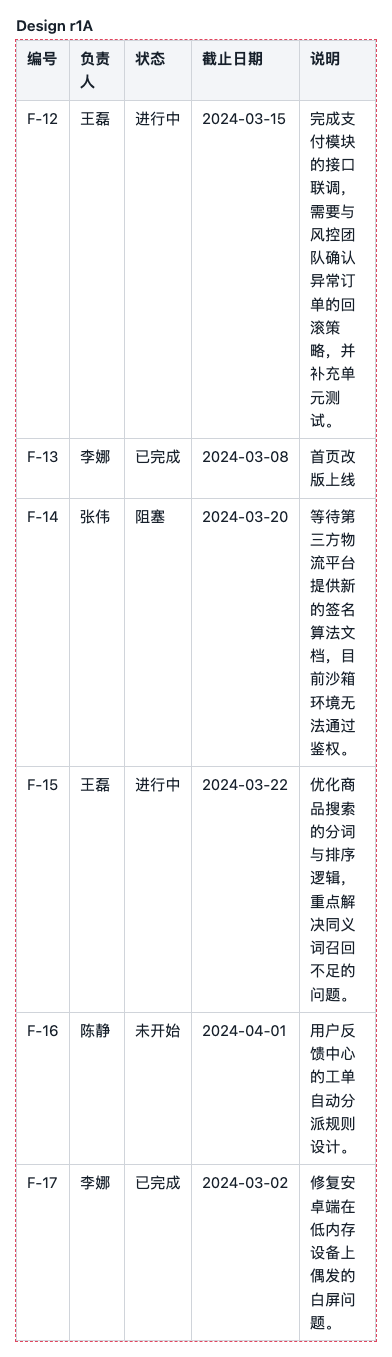 Design r1A
编号 负责 状态 截止日期 说明
人
F-12 王磊 进行中 2024-03-15 完成支
付模块
的接口
联调，
需要与
风控团
队确认
异常订
单的回
滚策
略，并
补充单
元测
试。
F-13 李娜 已完成 2024-03-08 首页改
版上线
F-14 张伟 阻塞 2024-03-20 等待第
三方物
流平台
提供新
的签名
算法文
档，目
前沙箱
环境无
法通过
鉴权。
F-15 王磊 进行中 2024-03-22 优化商
品搜索
的分词
与排序
逻辑，
重点解
决同义
词召回
不足的
问题。
F-16 陈静 未开始 2024-04-01 用户反
馈中心
的工单
自动分
派规则
设计。
F-17 李娜 已完成 2024-03-02 修复安
卓端在
低内存
设备上
偶发的
白屏问
题。